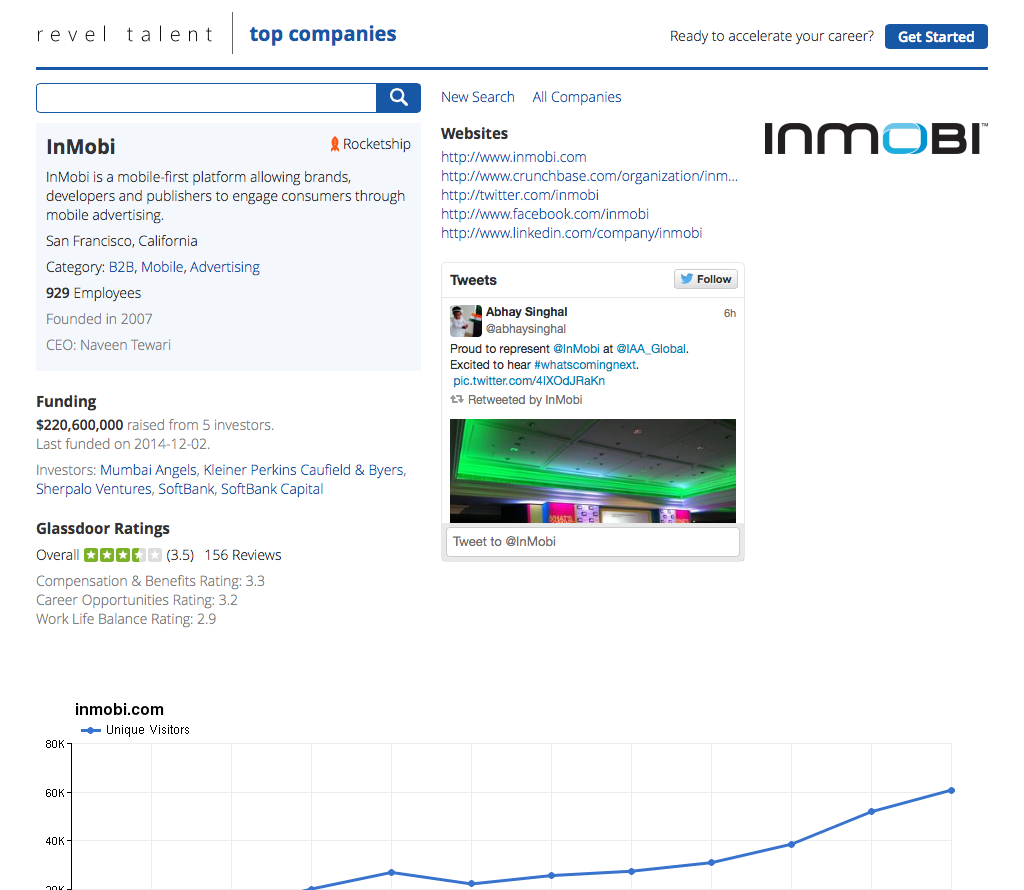 revel talent
top companies
Ready to accelerate your career?
Get Started
New Search
All Companies
InMobi
Rocketship
InMobi is a mobile-first platform allowing brands,
developers and publishers to engage consumers through
mobile advertising.
San Francisco, California
Category: B2B, Mobile, Advertising
929 Employees
Founded in 2007
CEO: Naveen Tewari
Funding
$220,600,000 raised from 5 investors.
Last funded on 2014-12-02.
Investors: Mumbai Angels, Kleiner Perkins Caufield & Byers,
Sherpalo Ventures, SoftBank, SoftBank Capital
Glassdoor Ratings
Overall (3.5) 156 Reviews
Compensation & Benefits Rating: 3.3
Career Opportunities Rating: 3.2
Work Life Balance Rating: 2.9
Websites
http://www.inmobi.com
http://www.crunchbase.com/organization/inm...
http://twitter.com/inmobi
http://www.facebook.com/inmobi
http://www.linkedin.com/company/inmobi
INMOBI™
Tweets
Follow
Abhay Singhal
6h
@abhaysinghal
Proud to represent @InMobi at @IAA_Global.
Excited to hear #whatscomingnext.
pic.twitter.com/4IXOdJRaKn
Retweeted by InMobi
Tweet to @InMobi
inmobi.com
Unique Visitors
80K
60K
40K
20K